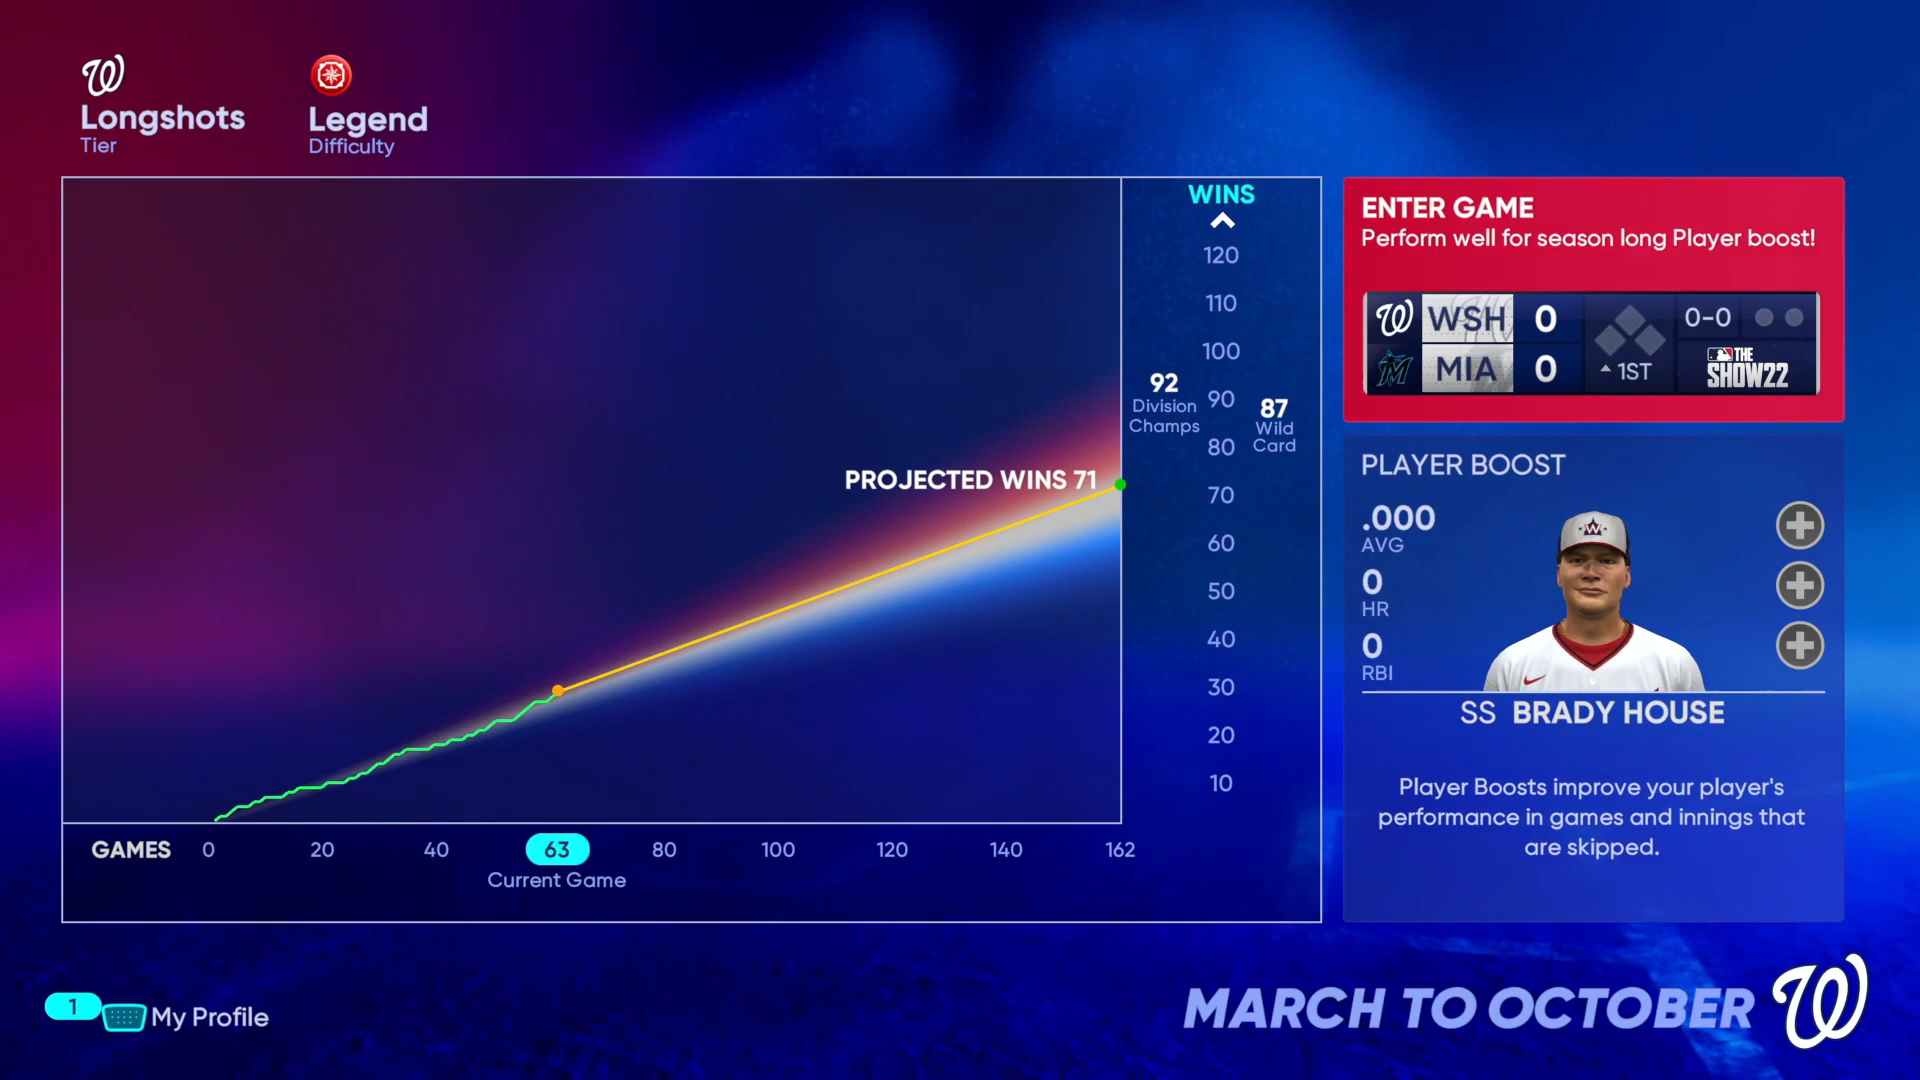 Longshots
Tier
Legend
Difficulty
WINS
120
110
100
90
80
70
60
50
40
30
20
10
92
Division
Champs
87
Wild
Card
PROJECTED WINS 71
GAMES 0 20 40 63 80 100 120 140 162
Current Game
ENTER GAME
Perform well for season long Player boost!
W WSH 0 0-0
M MIA 0 1ST
THE
SHOW22
PLAYER BOOST
.000
AVG
0
HR
0
RBI
W
SS BRADY HOUSE
Player Boosts improve your player's
performance in games and innings that
are skipped.
1 My Profile
MARCH TO OCTOBER W